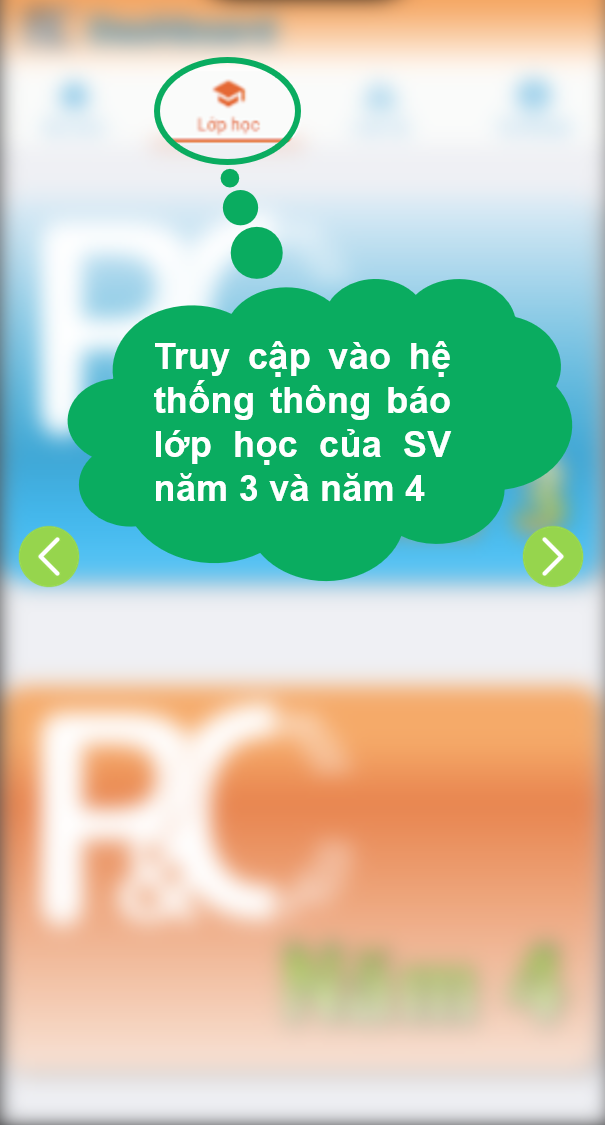 Lớp học
Truy cập vào hệ
thống thông báo
lớp học của SV
năm 3 và năm 4
P&C
Năm 4